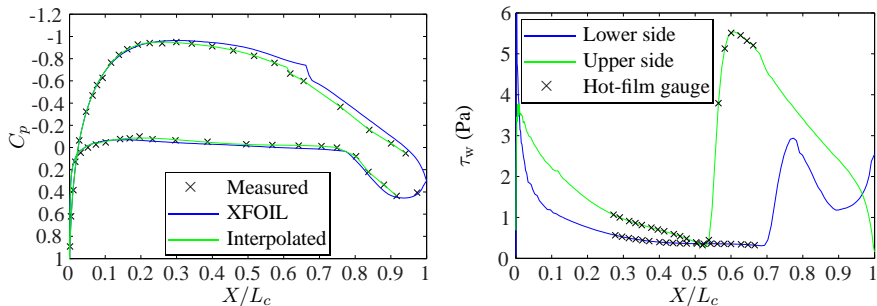 -1.2
-1
-0.8
-0.6
-0.4
-0.2
0
0.2
0.4
0.6
0.8
1
C_p
0 0.1 0.2 0.3 0.4 0.5 0.6 0.7 0.8 0.9 1
X/L_c
Measured
XFOIL
Interpolated
6
5
4
3
2
1
0
τ_w (Pa)
0 0.1 0.2 0.3 0.4 0.5 0.6 0.7 0.8 0.9 1
X/L_c
Lower side
Upper side
Hot-film gauge